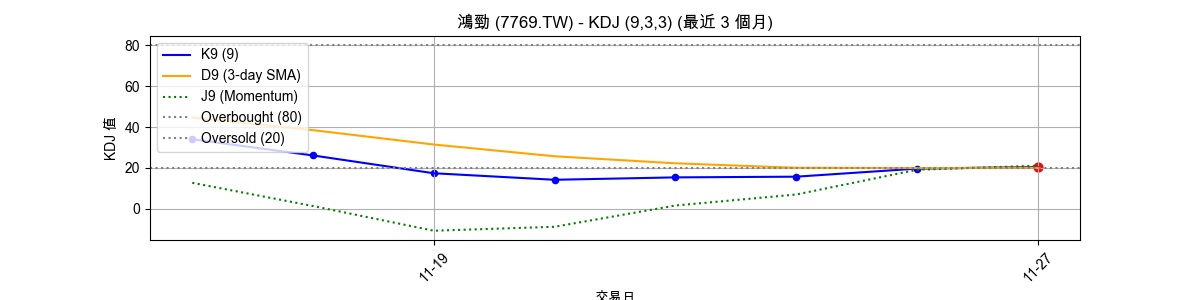 鴻勁 (7769.TW) - KDJ (9,3,3) (最近 3 個月)
KDJ 值
80
60
40
20
0
K9 (9)
D9 (3-day SMA)
J9 (Momentum)
Overbought (80)
Oversold (20)
11-19
11-27
交易日